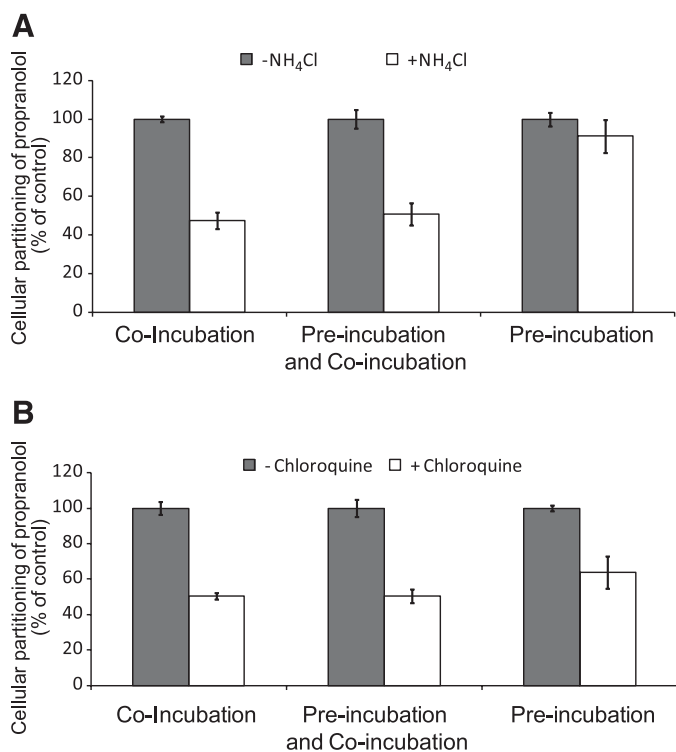 A
-NH₄Cl +NH₄Cl
Cellular partitioning of propranolol
(% of control)
120
100
80
60
40
20
0
Co-Incubation Pre-incubation and Co-incubation Pre-incubation
B
- Chloroquine + Chloroquine
Cellular partitioning of propranolol
(% of control)
120
100
80
60
40
20
0
Co-Incubation Pre-incubation and Co-incubation Pre-incubation